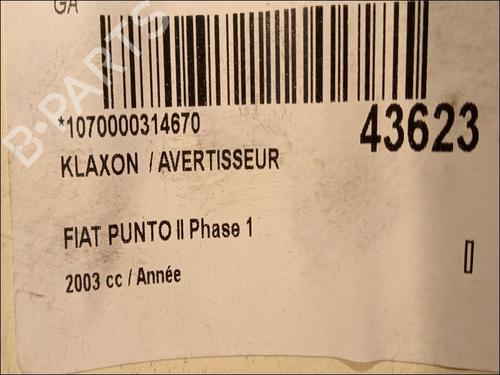 GA
*1070000314670
43623
KLAXON / AVERTISSEUR
FIAT PUNTO II Phase 1
2003 cc / Année
B-PARTS